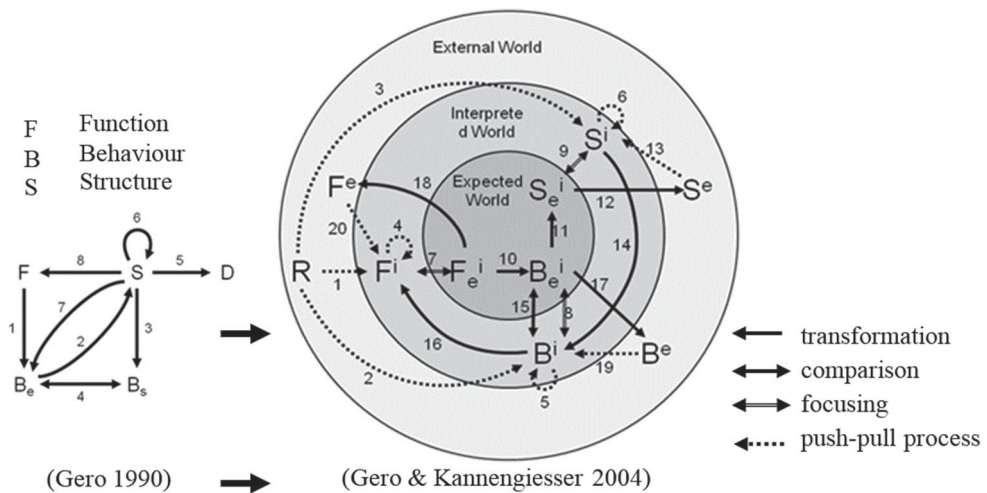 F Function
B Behaviour
S Structure
6
F 8 S 5 D
1 7 2 3
Be 4 Bs
(Gero 1990)
External World
3
Interprete
d World
6
Sⁱ
9 13
Expected
World
Fᵉ 18 Seⁱ 12 Sᵉ
20 4 11 14
R 1 Fⁱ 7 Feⁱ 10 Beⁱ 17
15 8
16 Bⁱ 19 Bᵉ
2 5
(Gero & Kannengiesser 2004)
transformation
comparison
focusing
push-pull process